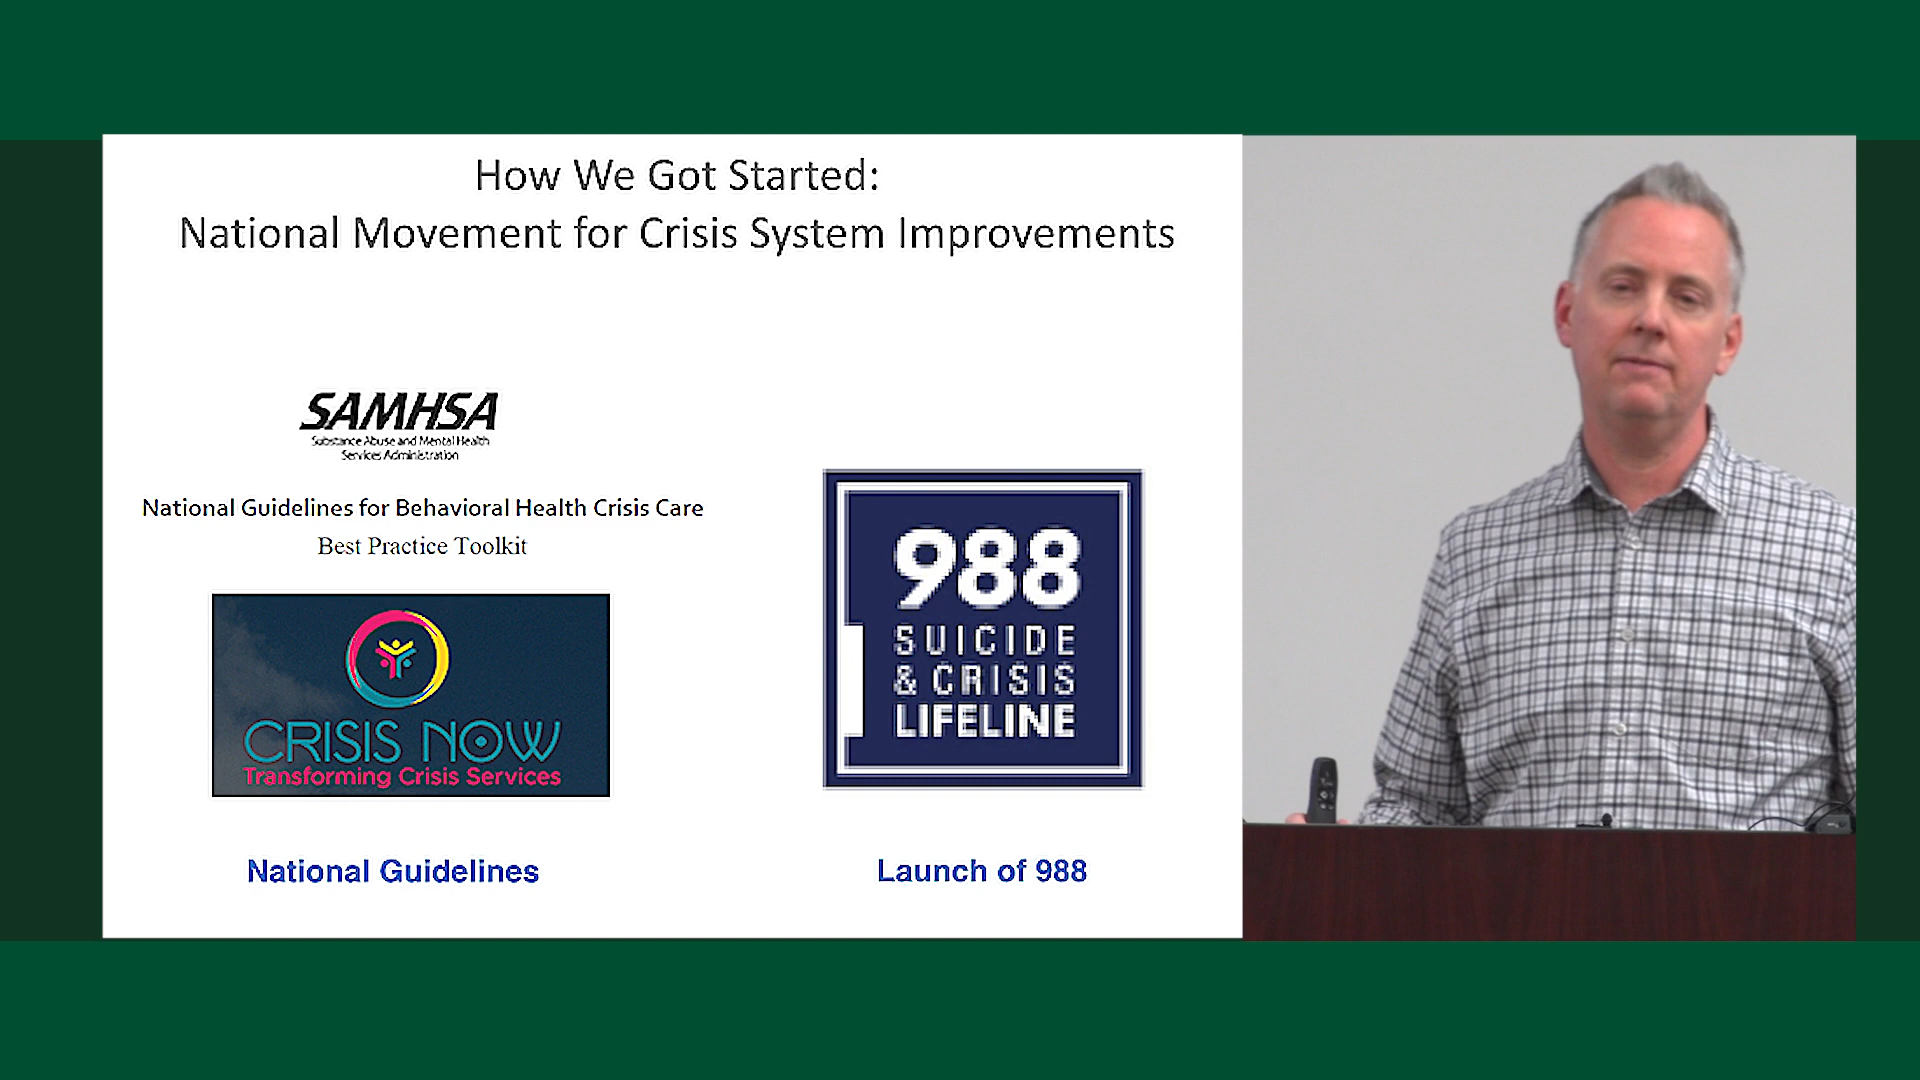 How We Got Started:
National Movement for Crisis System Improvements
SAMHSA
Substance Abuse and Mental Health
Services Administration
National Guidelines for Behavioral Health Crisis Care
Best Practice Toolkit
CRISIS NOW
Transforming Crisis Services
National Guidelines
988
SUICIDE
& CRISIS
LIFELINE
Launch of 988